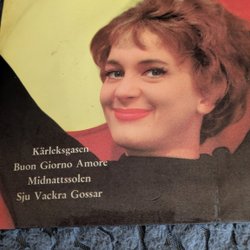 Kärleksgasen
Buon Giorno Amore
Midnattssolen
Sju Vackra Gossar